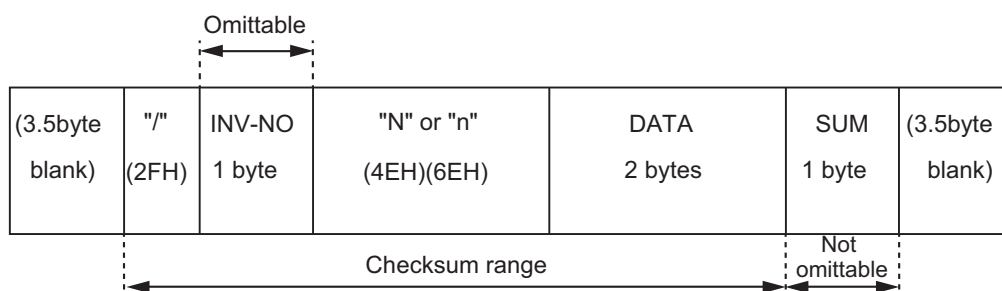 Omittable
(3.5byte blank)
"/" (2FH)
INV-NO 1 byte
"N" or "n" (4EH)(6EH)
DATA 2 bytes
SUM 1 byte
(3.5byte blank)
Checksum range
Not omittable